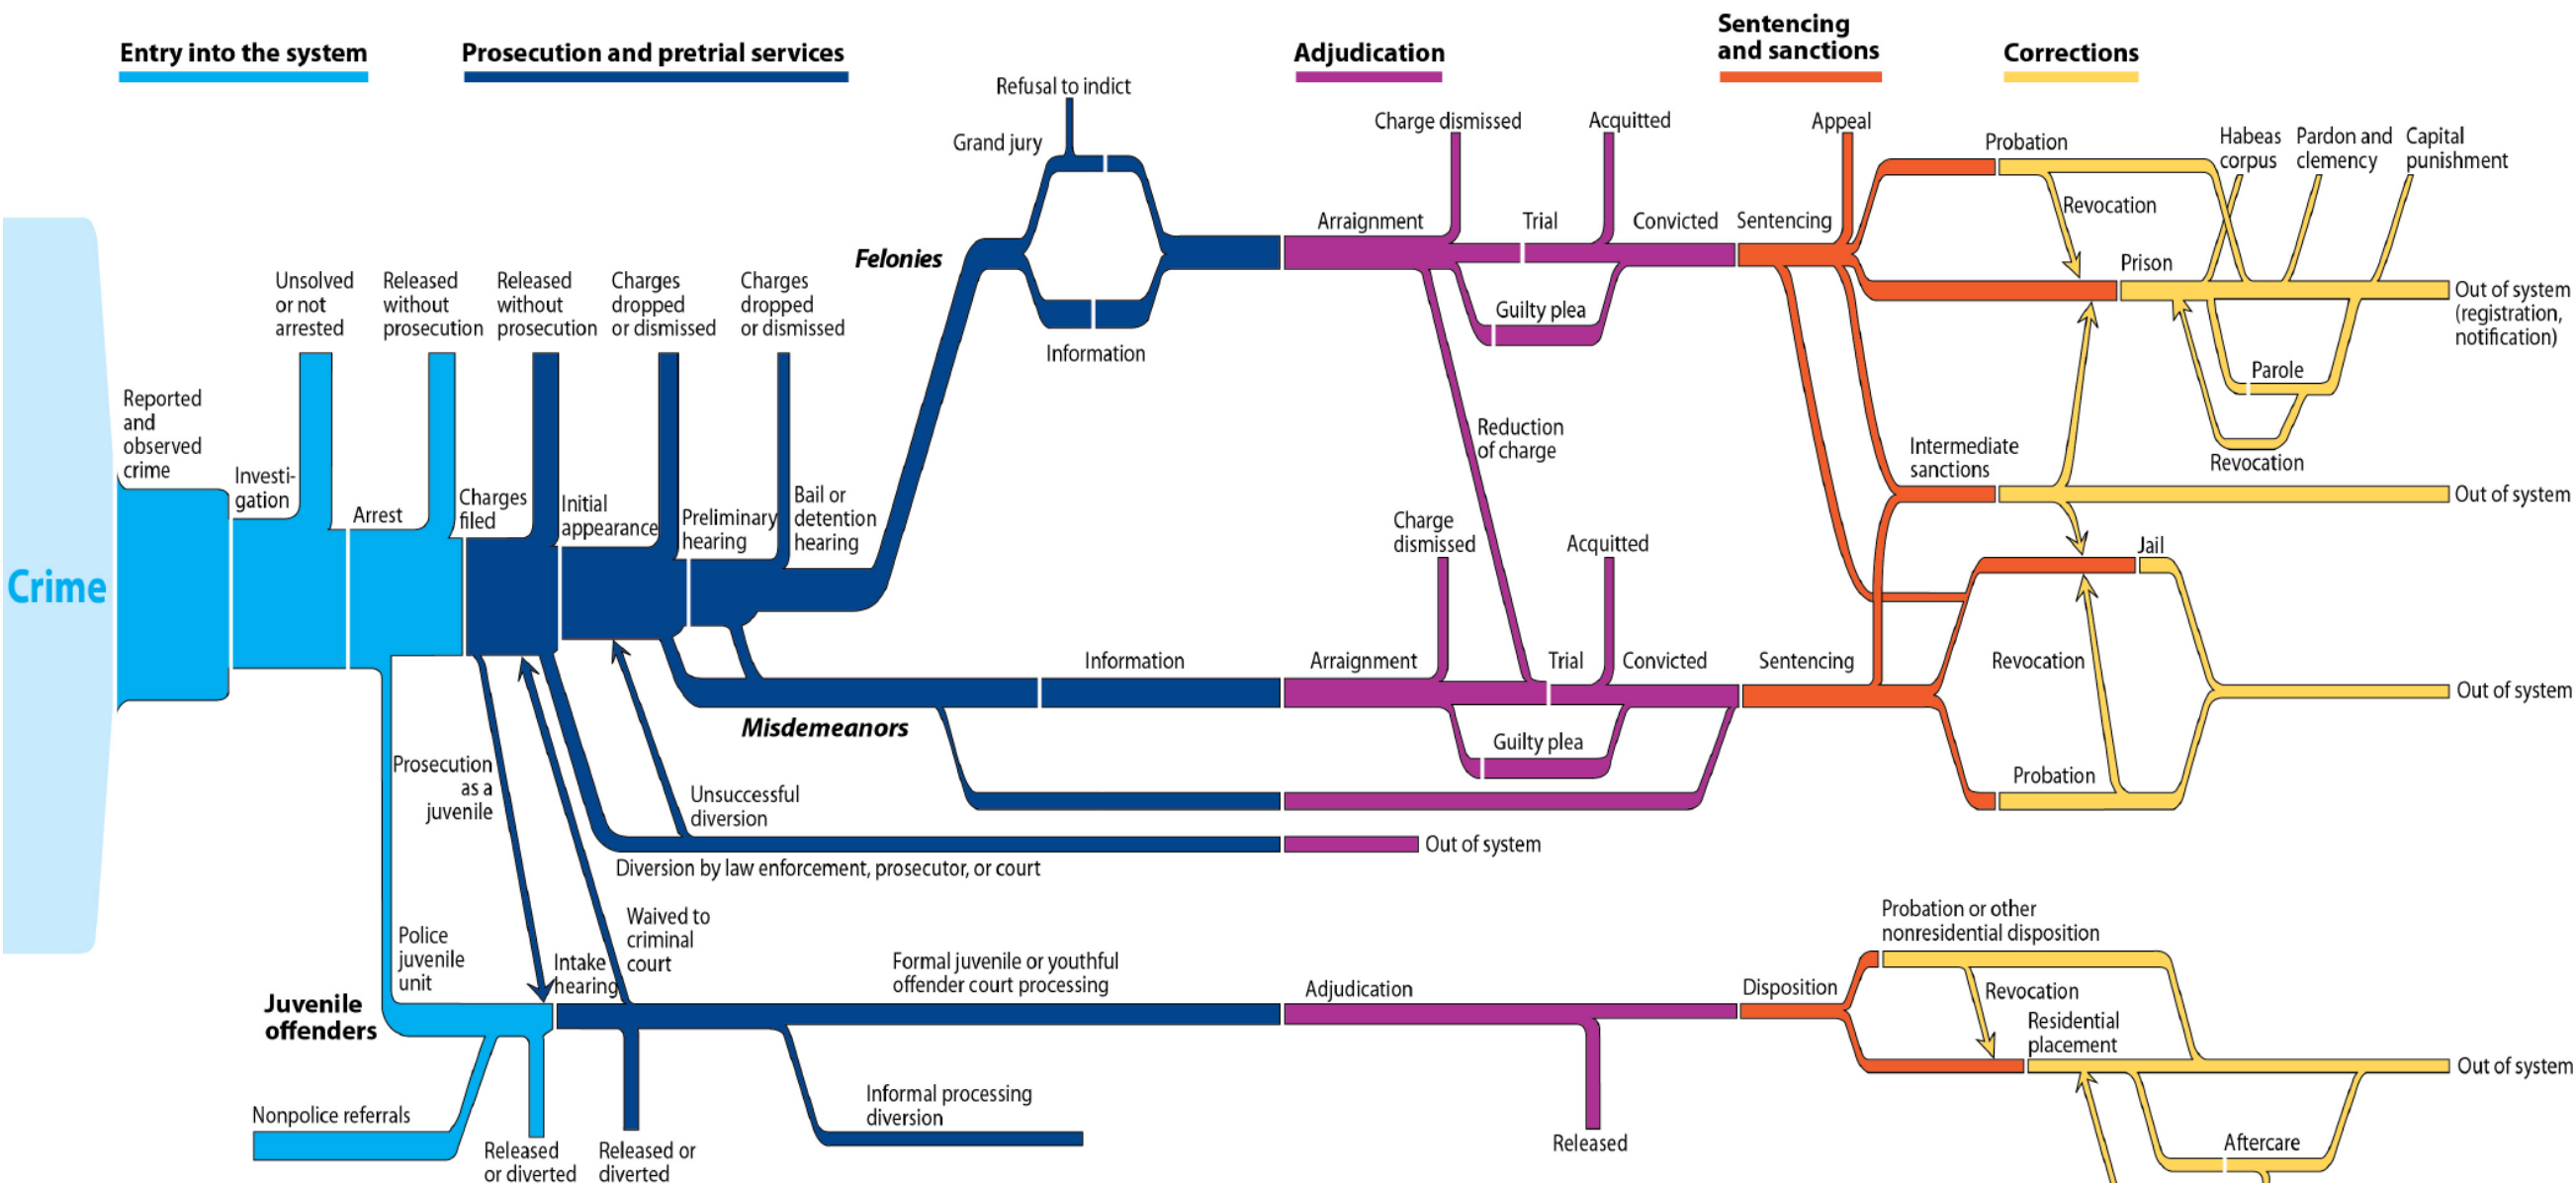 Entry into the system
Prosecution and pretrial services
Adjudication
Sentencing
and sanctions
Corrections
Refusal to indict
Grand jury
Charge dismissed
Acquitted
Appeal
Probation
Habeas
corpus
Pardon and
clemency
Capital
punishment
Revocation
Arraignment
Trial
Convicted
Sentencing
Felonies
Prison
Unsolved
or not
arrested
Released
without
prosecution
Released
without
prosecution
Charges
dropped
or dismissed
Charges
dropped
or dismissed
Out of system
(registration,
notification)
Guilty plea
Information
Parole
Reported
and
observed
crime
Reduction
of charge
Intermediate
sanctions
Revocation
Investi-
gation
Arrest
Charges
filed
Initial
appearance
Preliminary
hearing
Bail or
detention
hearing
Out of system
Charge
dismissed
Acquitted
Jail
Crime
Information
Arraignment
Trial
Convicted
Sentencing
Revocation
Out of system
Misdemeanors
Guilty plea
Probation
Prosecution
as a
juvenile
Unsuccessful
diversion
Out of system
Diversion by law enforcement, prosecutor, or court
Waived to
criminal
court
Police
juvenile
unit
Probation or other
nonresidential disposition
Intake
hearing
Formal juvenile or youthful
offender court processing
Adjudication
Disposition
Revocation
Juvenile
offenders
Residential
placement
Out of system
Nonpolice referrals
Informal processing
diversion
Released
or diverted
Released or
diverted
Released
Aftercare